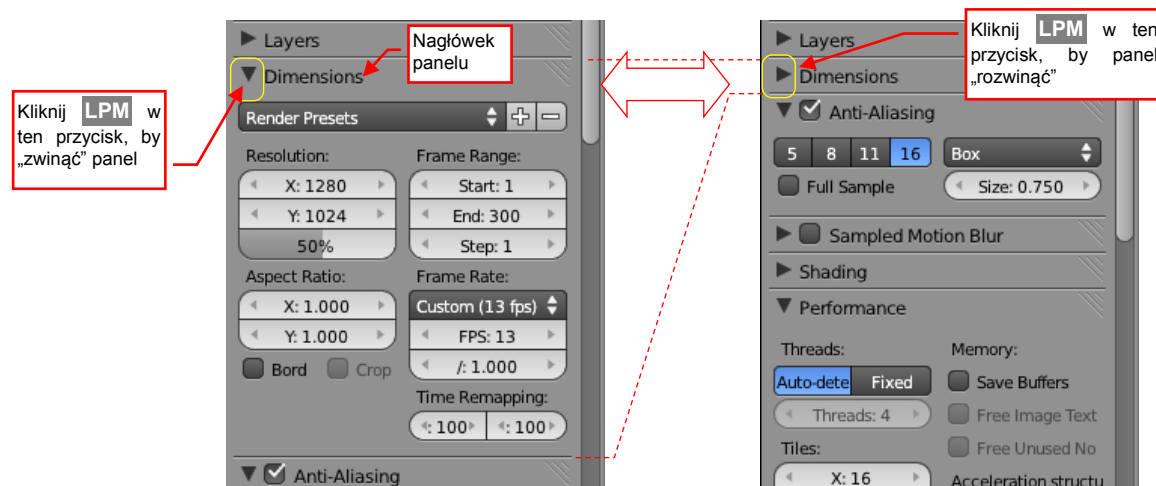 Kliknij LPM w
ten przycisk, by
„zwinąć” panel
Nagłówek
panelu
Layers
Dimensions
Render Presets
Resolution:
Frame Range:
X: 1280
Start: 1
Y: 1024
End: 300
50%
Step: 1
Aspect Ratio:
Frame Rate:
X: 1.000
Custom (13 fps)
Y: 1.000
FPS: 13
Bord
Crop
/: 1.000
Time Remapping:
: 100
: 100
Anti-Aliasing
Kliknij LPM w ten
przycisk, by panel
„rozwinąć”
Layers
Dimensions
Anti-Aliasing
5 8 11 16
Box
Full Sample
Size: 0.750
Sampled Motion Blur
Shading
Performance
Threads:
Memory:
Auto-dete Fixed
Save Buffers
Threads: 4
Free Image Text
Tiles:
Free Unused No
X: 16
Acceleration structu